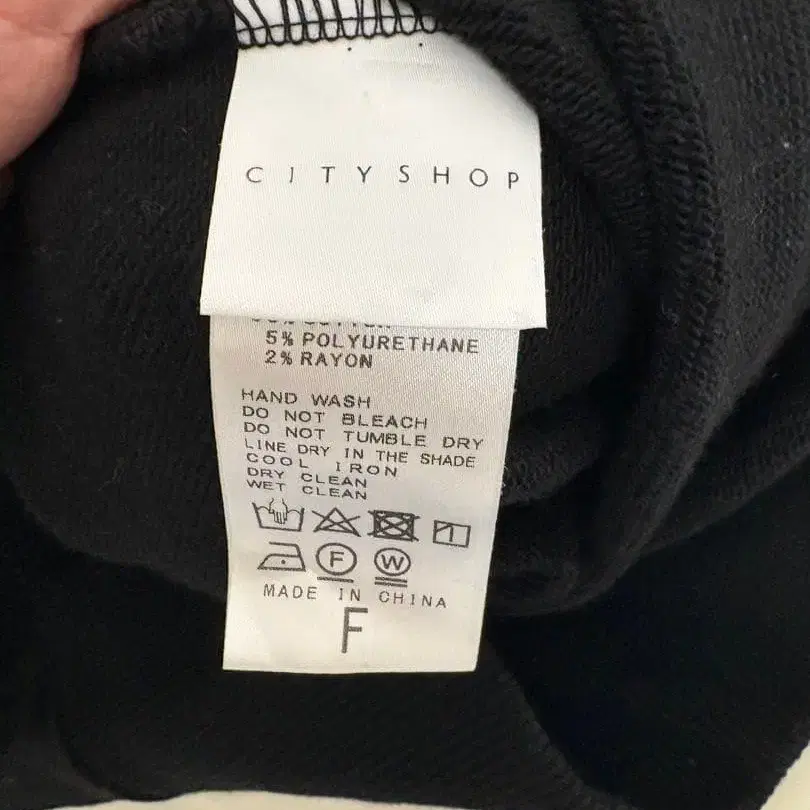 CITYSHOP
5% POLYURETHANE
2% RAYON
HAND WASH
DO NOT BLEACH
DO NOT TUMBLE DRY
LINE DRY IN THE SHADE
COOL IRON
DRY CLEAN
WET CLEAN
F W
MADE IN CHINA
F